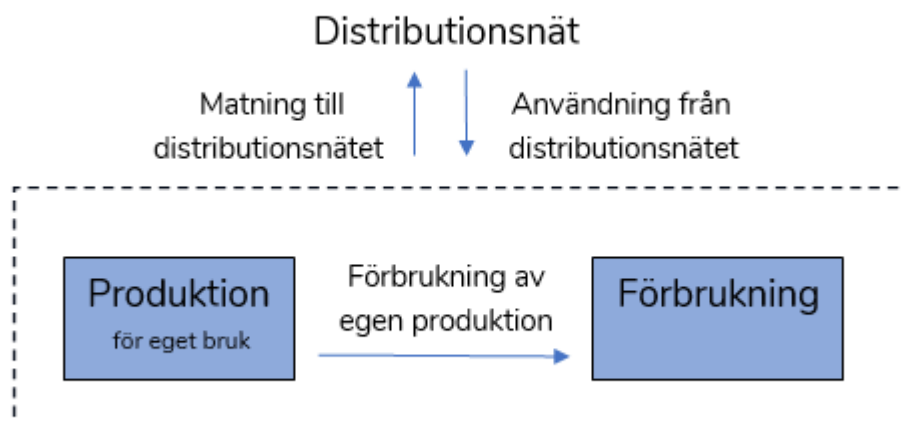 Distributionsnät
Matning till
distributionsnätet
Användning från
distributionsnätet
Produktion
för eget bruk
Förbrukning av
egen produktion
Förbrukning